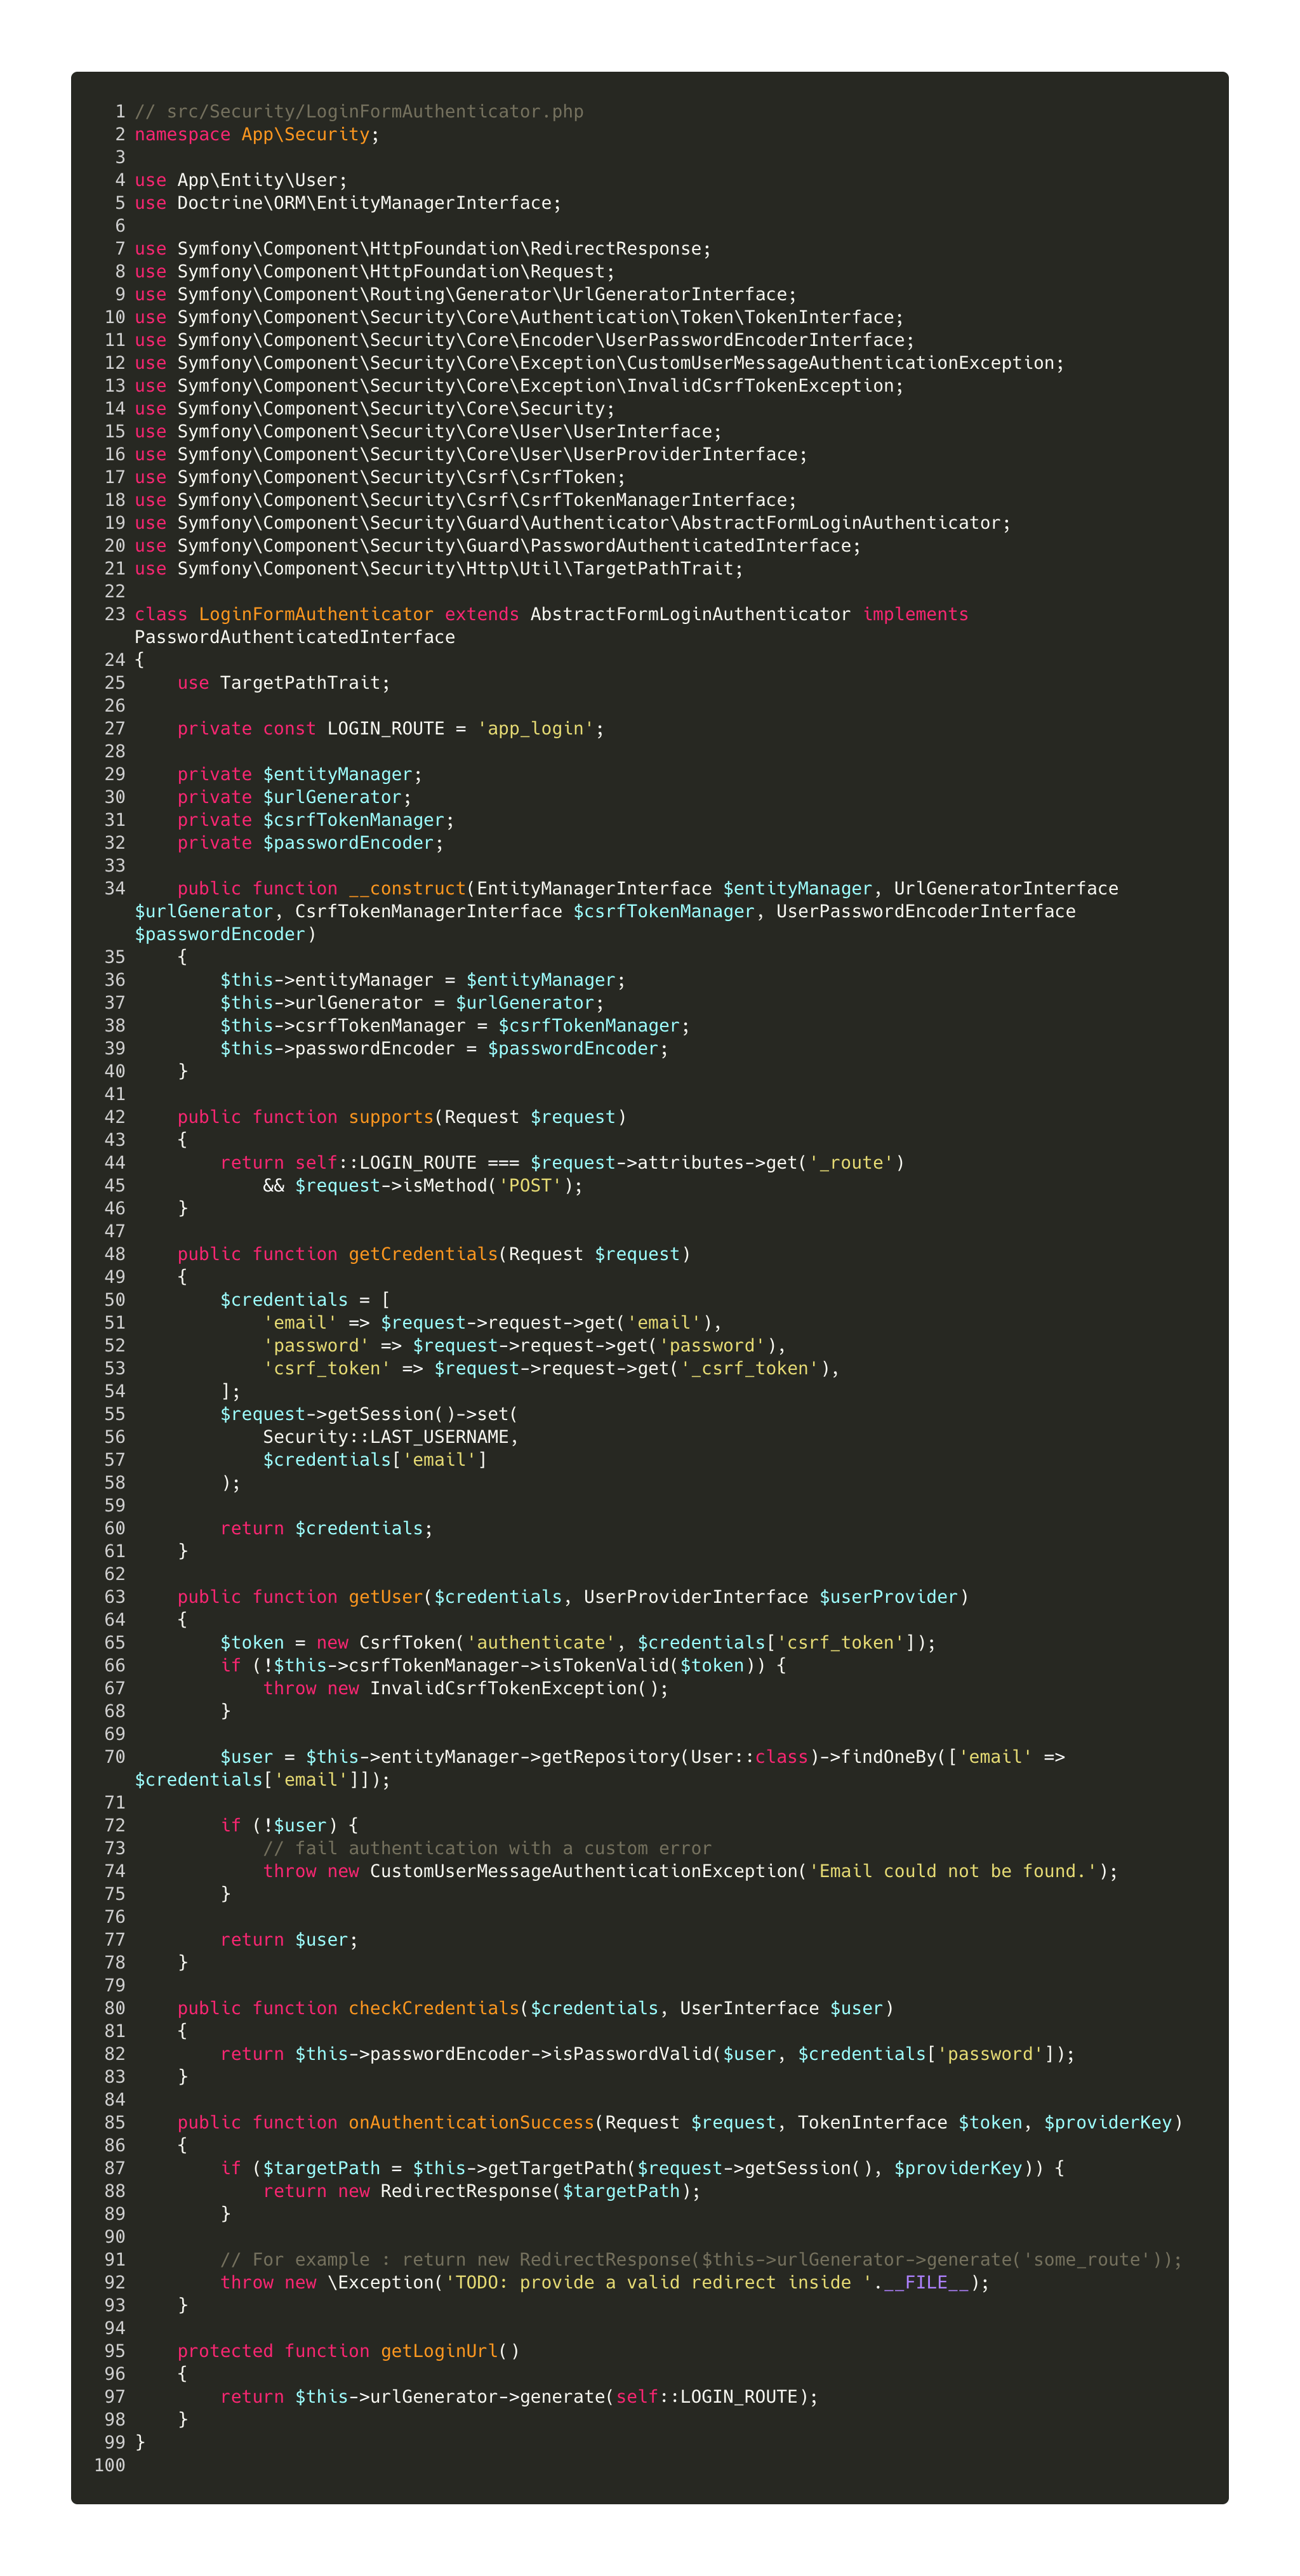 1 // src/Security/LoginFormAuthenticator.php
2 namespace App\Security;
3
4 use App\Entity\User;
5 use Doctrine\ORM\EntityManagerInterface;
6
7 use Symfony\Component\HttpFoundation\RedirectResponse;
8 use Symfony\Component\HttpFoundation\Request;
9 use Symfony\Component\Routing\Generator\UrlGeneratorInterface;
10 use Symfony\Component\Security\Core\Authentication\Token\TokenInterface;
11 use Symfony\Component\Security\Core\Encoder\UserPasswordEncoderInterface;
12 use Symfony\Component\Security\Core\Exception\CustomUserMessageAuthenticationException;
13 use Symfony\Component\Security\Core\Exception\InvalidCsrfTokenException;
14 use Symfony\Component\Security\Core\Security;
15 use Symfony\Component\Security\Core\User\UserInterface;
16 use Symfony\Component\Security\Core\User\UserProviderInterface;
17 use Symfony\Component\Security\Csrf\CsrfToken;
18 use Symfony\Component\Security\Csrf\CsrfTokenManagerInterface;
19 use Symfony\Component\Security\Guard\Authenticator\AbstractFormLoginAuthenticator;
20 use Symfony\Component\Security\Guard\PasswordAuthenticatedInterface;
21 use Symfony\Component\Security\Http\Util\TargetPathTrait;
22
23 class LoginFormAuthenticator extends AbstractFormLoginAuthenticator implements
PasswordAuthenticatedInterface
24 {
25     use TargetPathTrait;
26
27     private const LOGIN_ROUTE = 'app_login';
28
29     private $entityManager;
30     private $urlGenerator;
31     private $csrfTokenManager;
32     private $passwordEncoder;
33
34     public function __construct(EntityManagerInterface $entityManager, UrlGeneratorInterface
$urlGenerator, CsrfTokenManagerInterface $csrfTokenManager, UserPasswordEncoderInterface
$passwordEncoder)
35     {
36         $this->entityManager = $entityManager;
37         $this->urlGenerator = $urlGenerator;
38         $this->csrfTokenManager = $csrfTokenManager;
39         $this->passwordEncoder = $passwordEncoder;
40     }
41
42     public function supports(Request $request)
43     {
44         return self::LOGIN_ROUTE === $request->attributes->get('_route')
45             && $request->isMethod('POST');
46     }
47
48     public function getCredentials(Request $request)
49     {
50         $credentials = [
51             'email' => $request->request->get('email'),
52             'password' => $request->request->get('password'),
53             'csrf_token' => $request->request->get('_csrf_token'),
54         ];
55         $request->getSession()->set(
56             Security::LAST_USERNAME,
57             $credentials['email']
58         );
59
60         return $credentials;
61     }
62
63     public function getUser($credentials, UserProviderInterface $userProvider)
64     {
65         $token = new CsrfToken('authenticate', $credentials['csrf_token']);
66         if (!$this->csrfTokenManager->isTokenValid($token)) {
67             throw new InvalidCsrfTokenException();
68         }
69
70         $user = $this->entityManager->getRepository(User::class)->findOneBy(['email' =>
$credentials['email']]);
71
72         if (!$user) {
73             // fail authentication with a custom error
74             throw new CustomUserMessageAuthenticationException('Email could not be found.');
75         }
76
77         return $user;
78     }
79
80     public function checkCredentials($credentials, UserInterface $user)
81     {
82         return $this->passwordEncoder->isPasswordValid($user, $credentials['password']);
83     }
84
85     public function onAuthenticationSuccess(Request $request, TokenInterface $token, $providerKey)
86     {
87         if ($targetPath = $this->getTargetPath($request->getSession(), $providerKey)) {
88             return new RedirectResponse($targetPath);
89         }
90
91         // For example : return new RedirectResponse($this->urlGenerator->generate('some_route'));
92         throw new \Exception('TODO: provide a valid redirect inside '.__FILE__);
93     }
94
95     protected function getLoginUrl()
96     {
97         return $this->urlGenerator->generate(self::LOGIN_ROUTE);
98     }
99 }
100